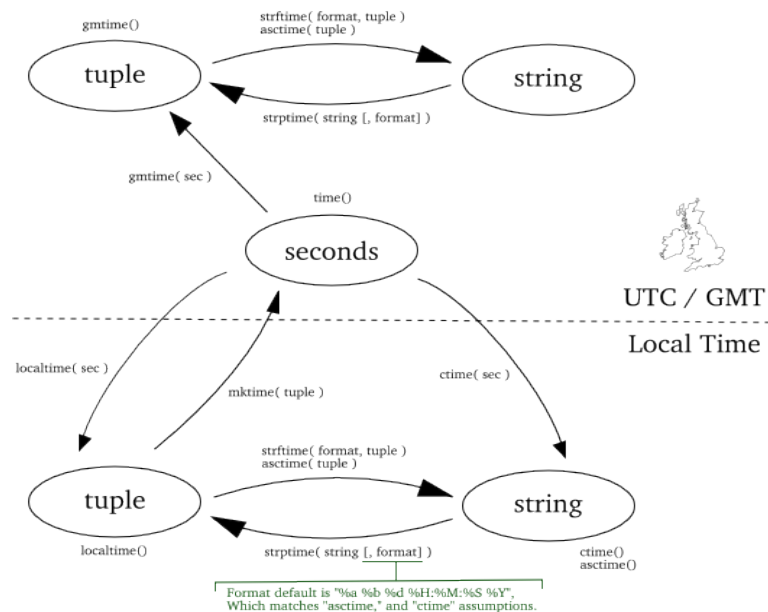 gmtime()
strftime( format, tuple )
asctime( tuple )
tuple
string
strptime( string [, format] )
gmtime( sec )
time()
seconds
UTC / GMT
Local Time
localtime( sec )
ctime( sec )
mktime( tuple )
strftime( format, tuple )
asctime( tuple )
tuple
string
localtime()
strptime( string [, format] )
ctime()
asctime()
Format default is "%a %b %d %H:%M:%S %Y",
Which matches "asctime," and "ctime" assumptions.